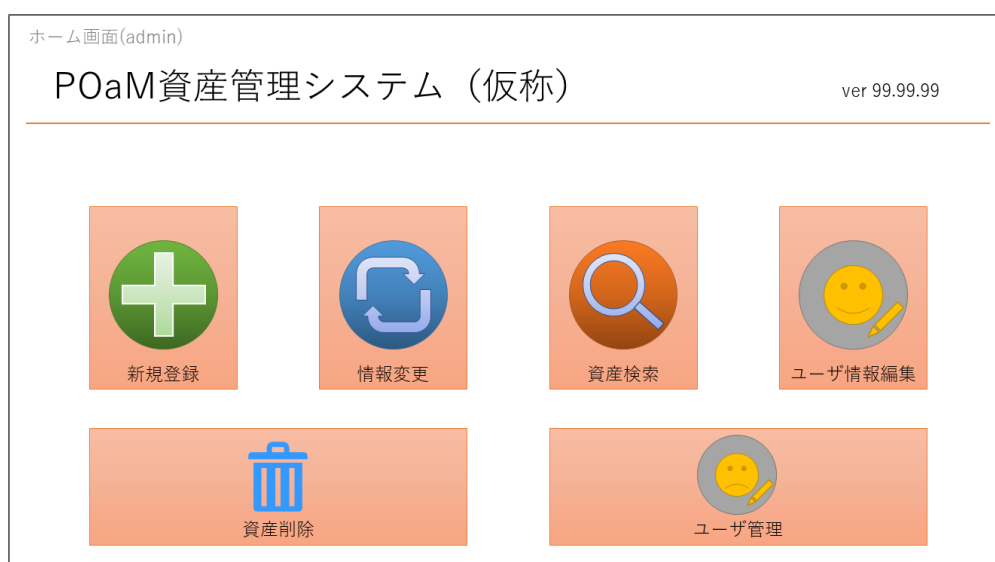 ホーム画面(admin)
POaM資産管理システム（仮称）
ver 99.99.99
新規登録
情報変更
資産検索
ユーザ情報編集
資産削除
ユーザ管理